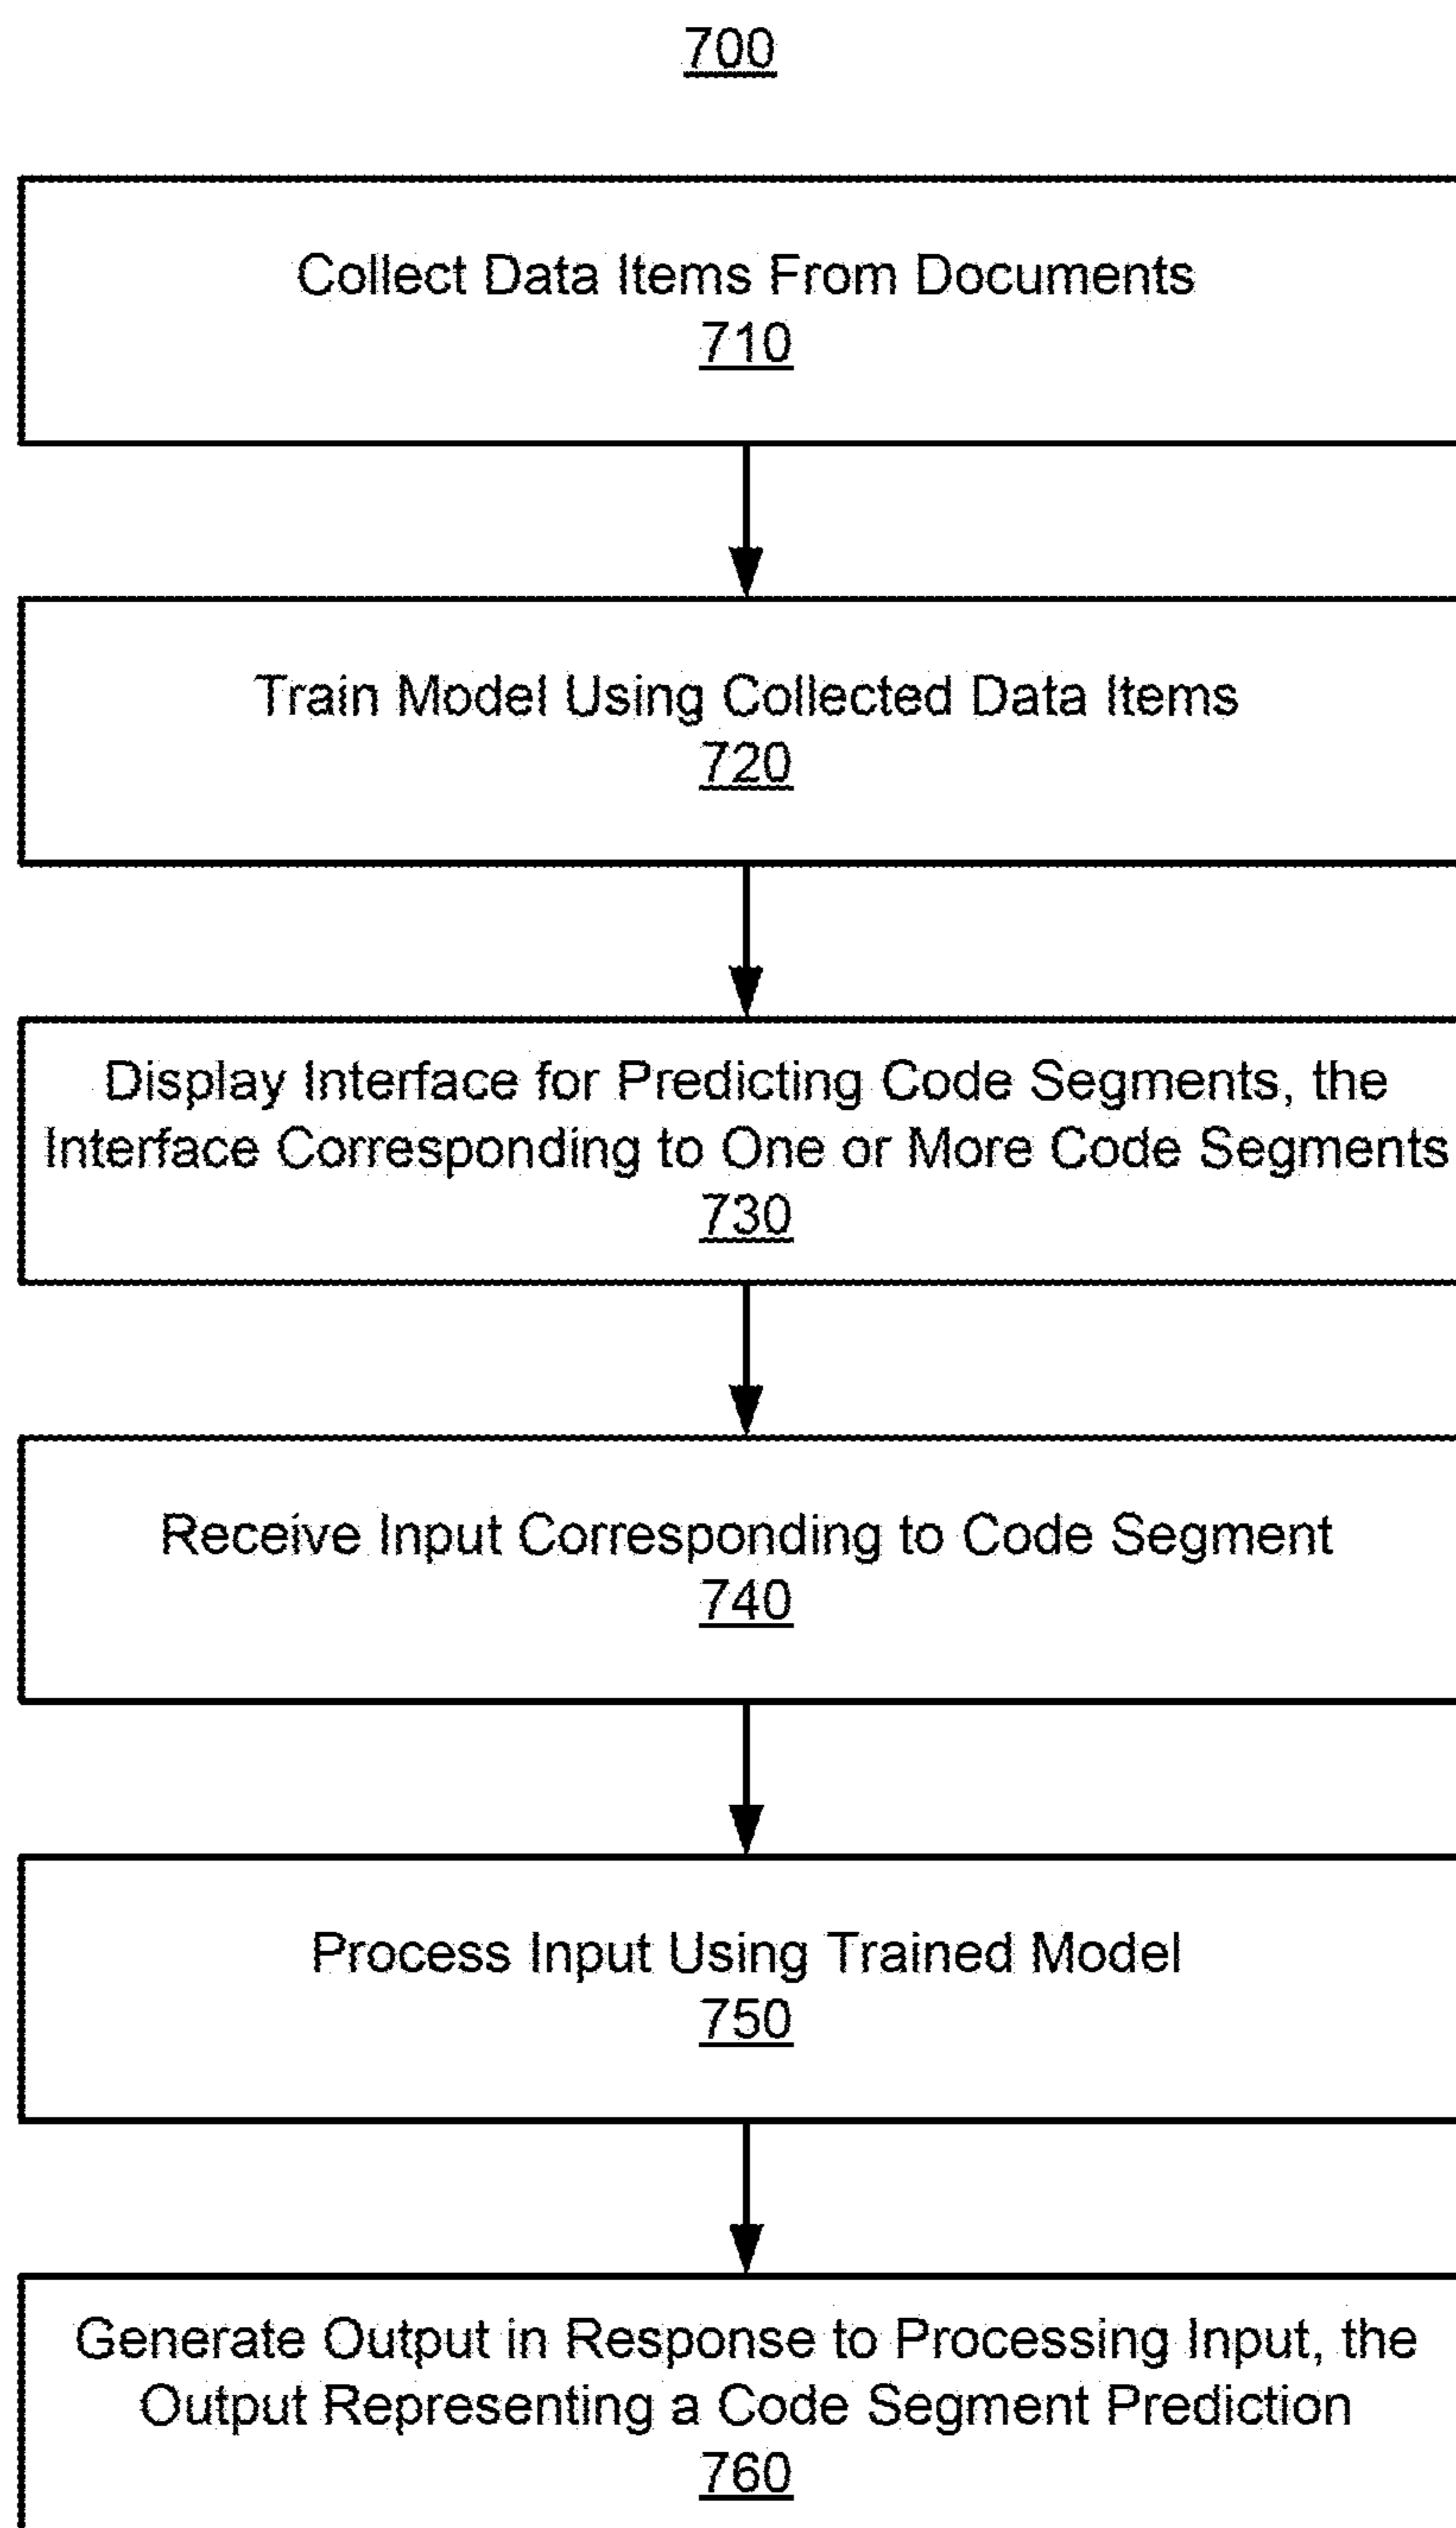 700
Collect Data Items From Documents
710
Train Model Using Collected Data Items
720
Display Interface for Predicting Code Segments, the
Interface Corresponding to One or More Code Segments
730
Receive Input Corresponding to Code Segment
740
Process Input Using Trained Model
750
Generate Output in Response to Processing Input, the
Output Representing a Code Segment Prediction
760